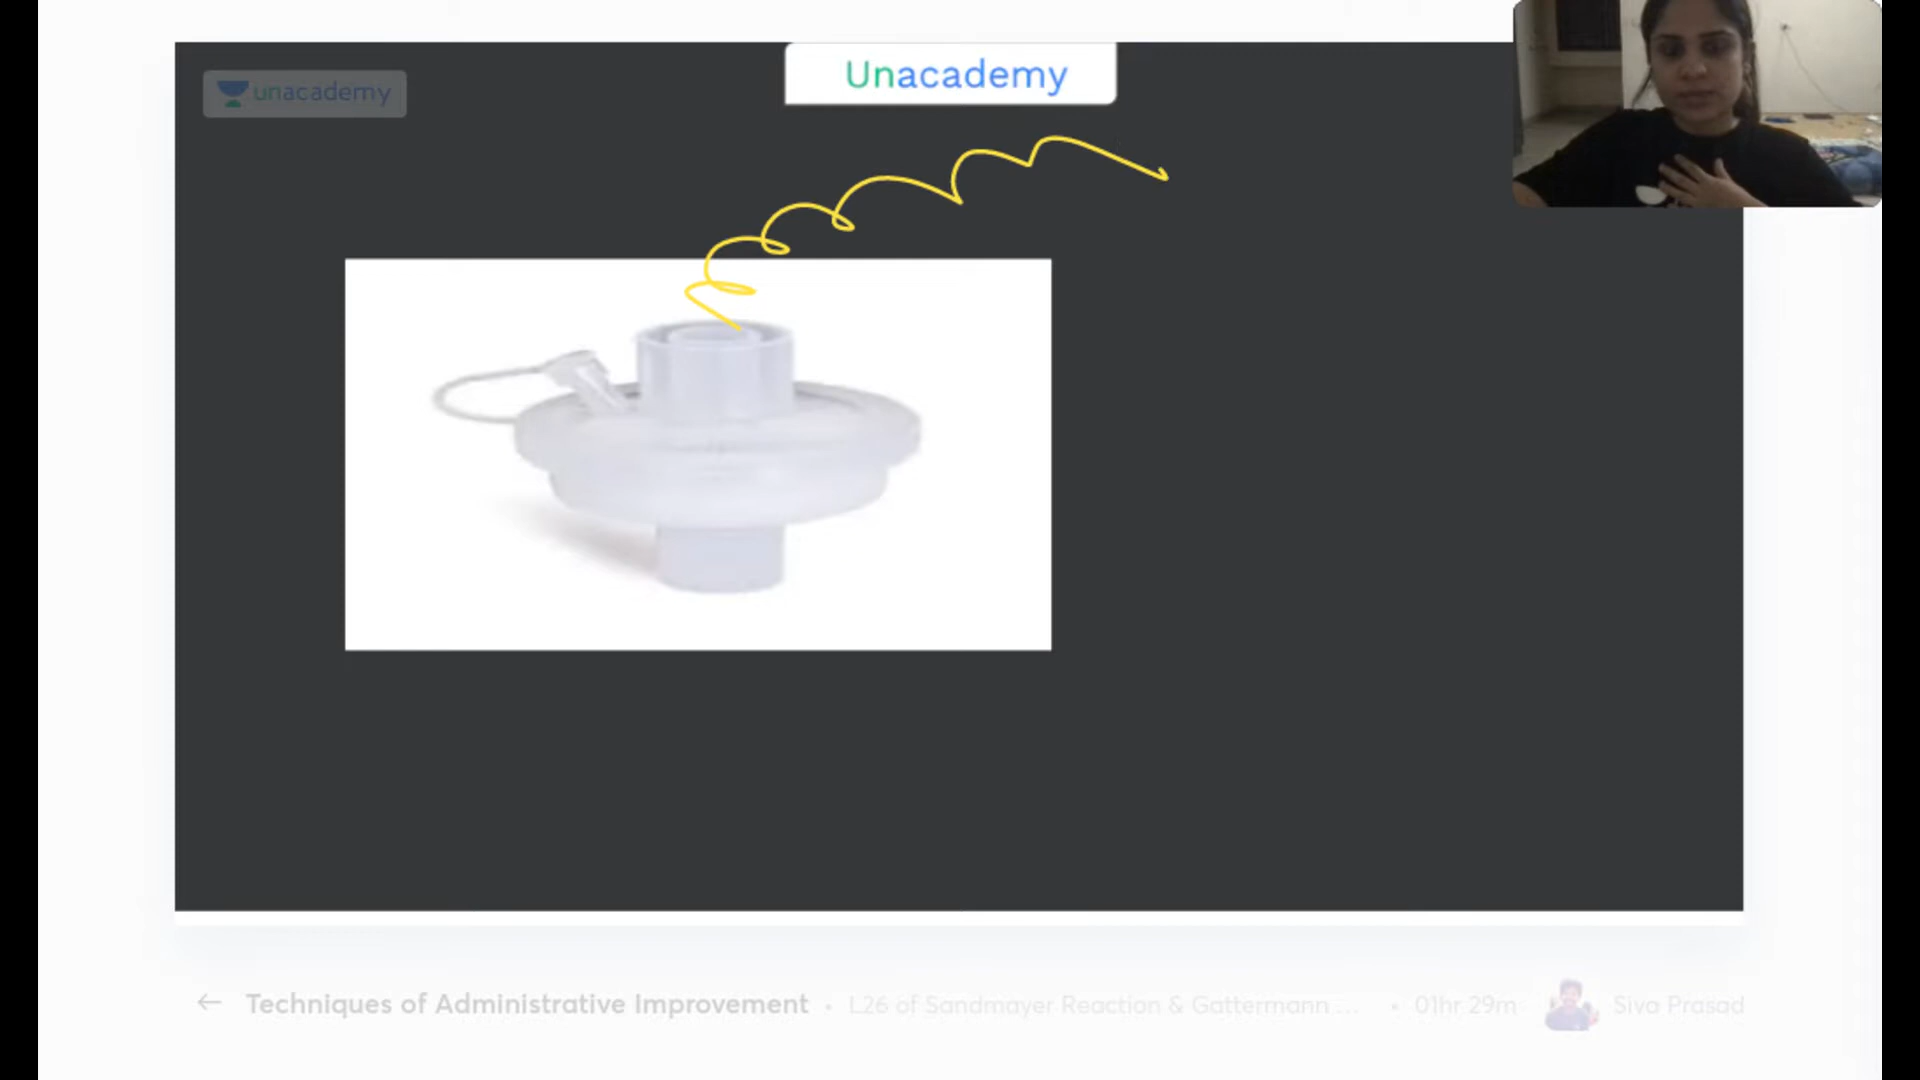 Unacademy
unacademy
Techniques of Administrative Improvement • L26 of Sandmayer Reaction & Gattermann ... • 01hr 29m Siva Prasad